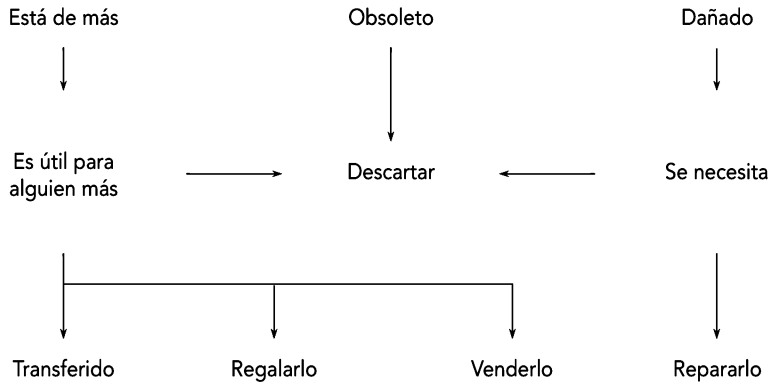 Está de más
Obsoleto
Dañado
Es útil para
alguien más
Descartar
Se necesita
Transferido
Regalarlo
Venderlo
Repararlo